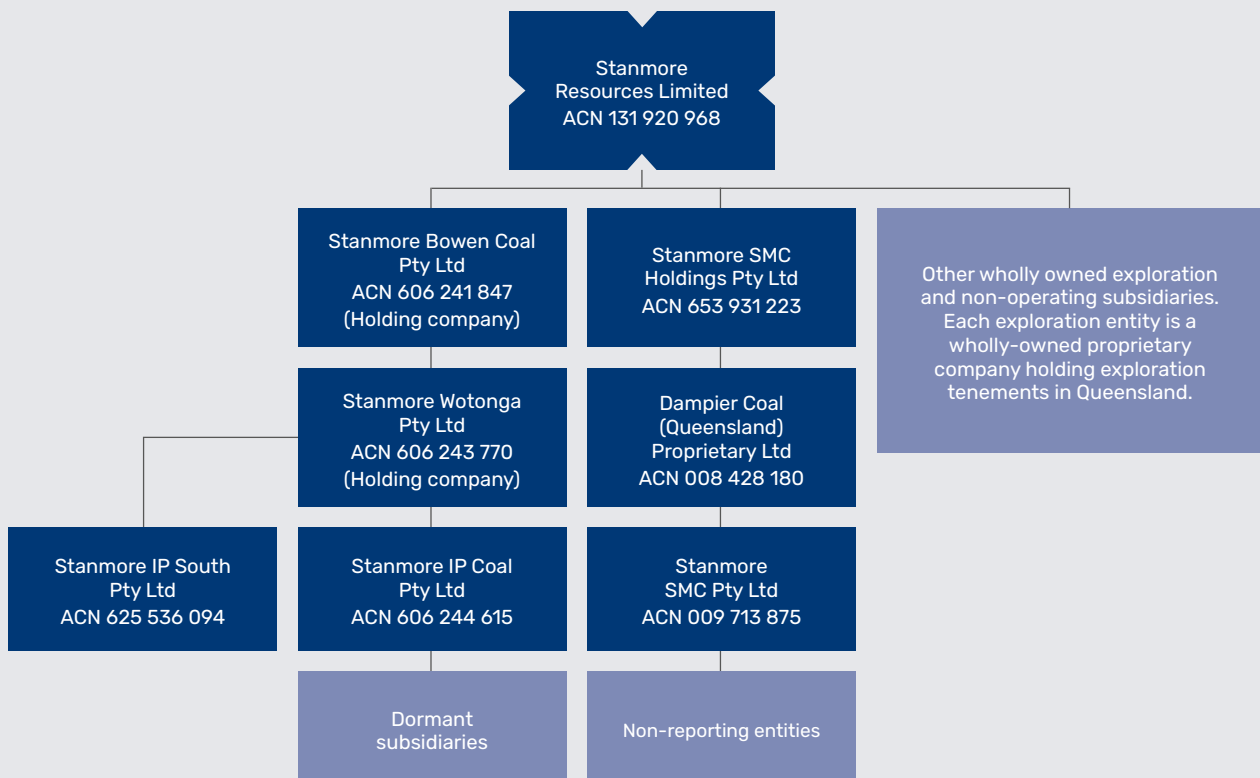 Stanmore
Resources Limited
ACN 131 920 968
Stanmore Bowen Coal
Pty Ltd
ACN 606 241 847
(Holding company)
Stanmore SMC
Holdings Pty Ltd
ACN 653 931 223
Other wholly owned exploration
and non-operating subsidiaries.
Each exploration entity is a
wholly-owned proprietary
company holding exploration
tenements in Queensland.
Stanmore Wotonga
Pty Ltd
ACN 606 243 770
(Holding company)
Dampier Coal
(Queensland)
Proprietary Ltd
ACN 008 428 180
Stanmore IP South
Pty Ltd
ACN 625 536 094
Stanmore IP Coal
Pty Ltd
ACN 606 244 615
Stanmore
SMC Pty Ltd
ACN 009 713 875
Dormant
subsidiaries
Non-reporting entities